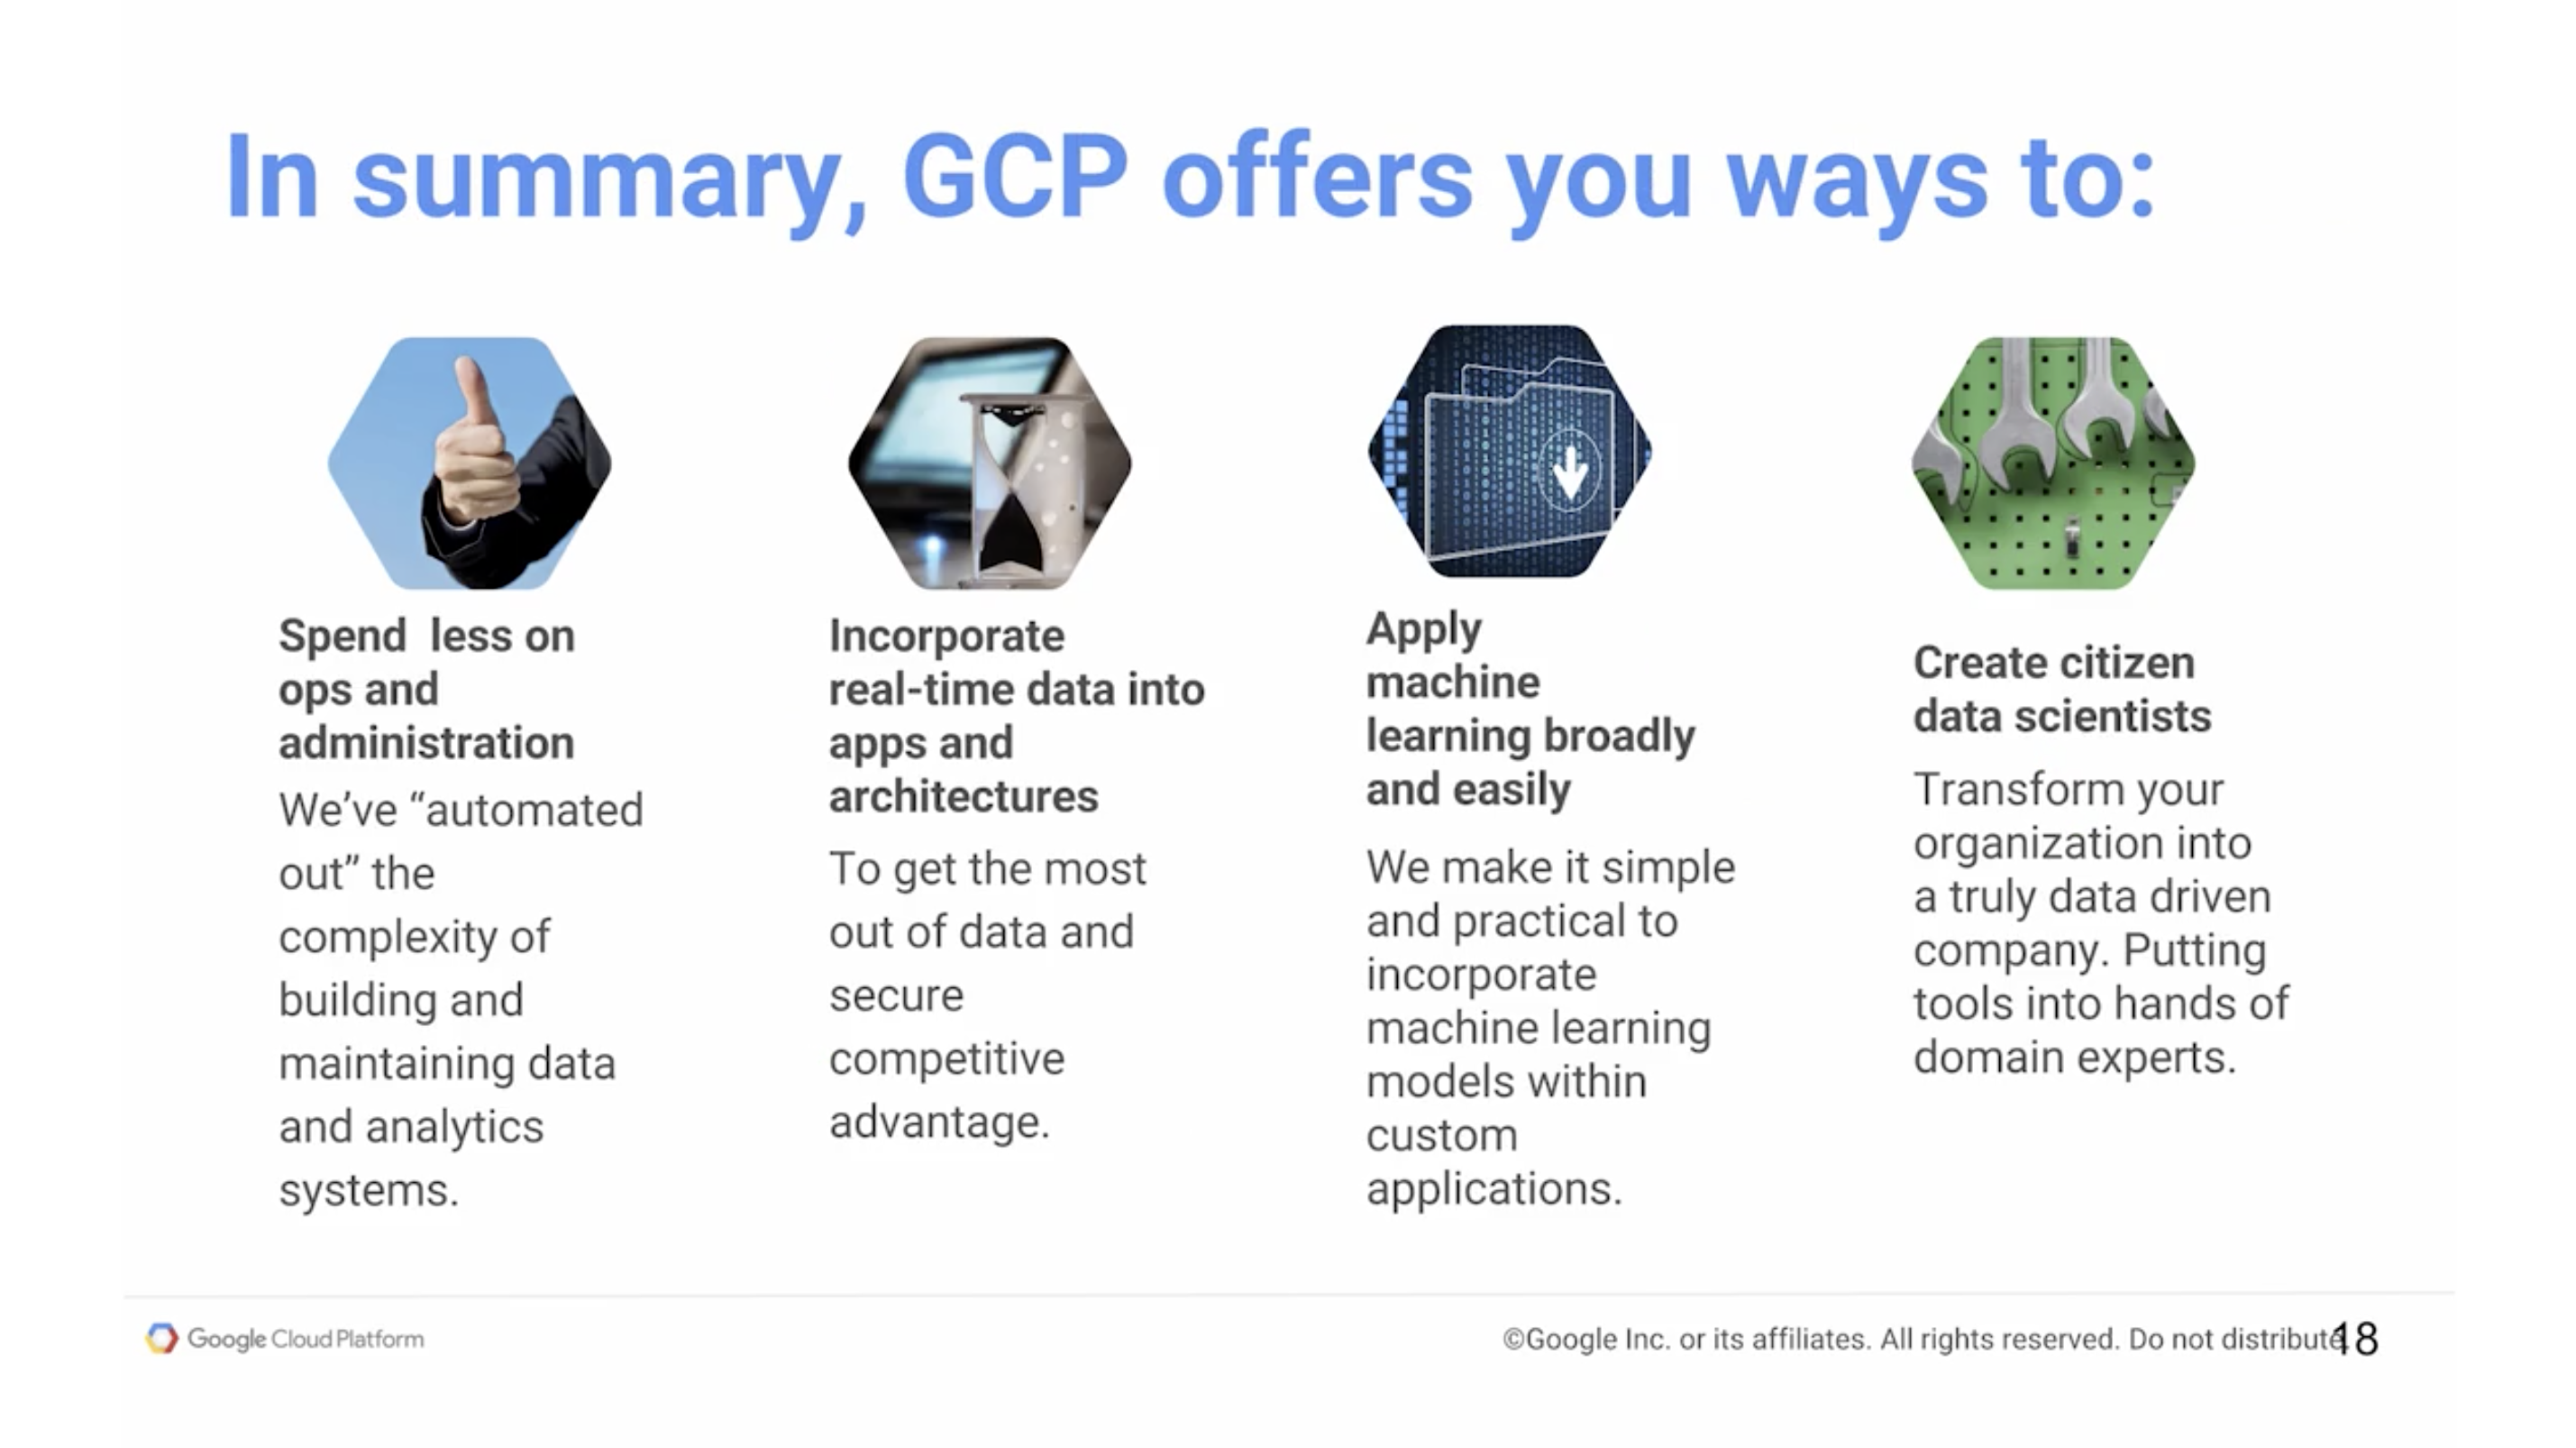 In summary, GCP offers you ways to:
Spend  less on
ops and
administration
We’ve “automated
out” the
complexity of
building and
maintaining data
and analytics
systems.
Incorporate
real-time data into
apps and
architectures
To get the most
out of data and
secure
competitive
advantage.
Apply
machine
learning broadly
and easily
We make it simple
and practical to
incorporate
machine learning
models within
custom
applications.
Create citizen
data scientists
Transform your
organization into
a truly data driven
company. Putting
tools into hands of
domain experts.
Google Cloud Platform
©Google Inc. or its affiliates. All rights reserved. Do not distribute
18